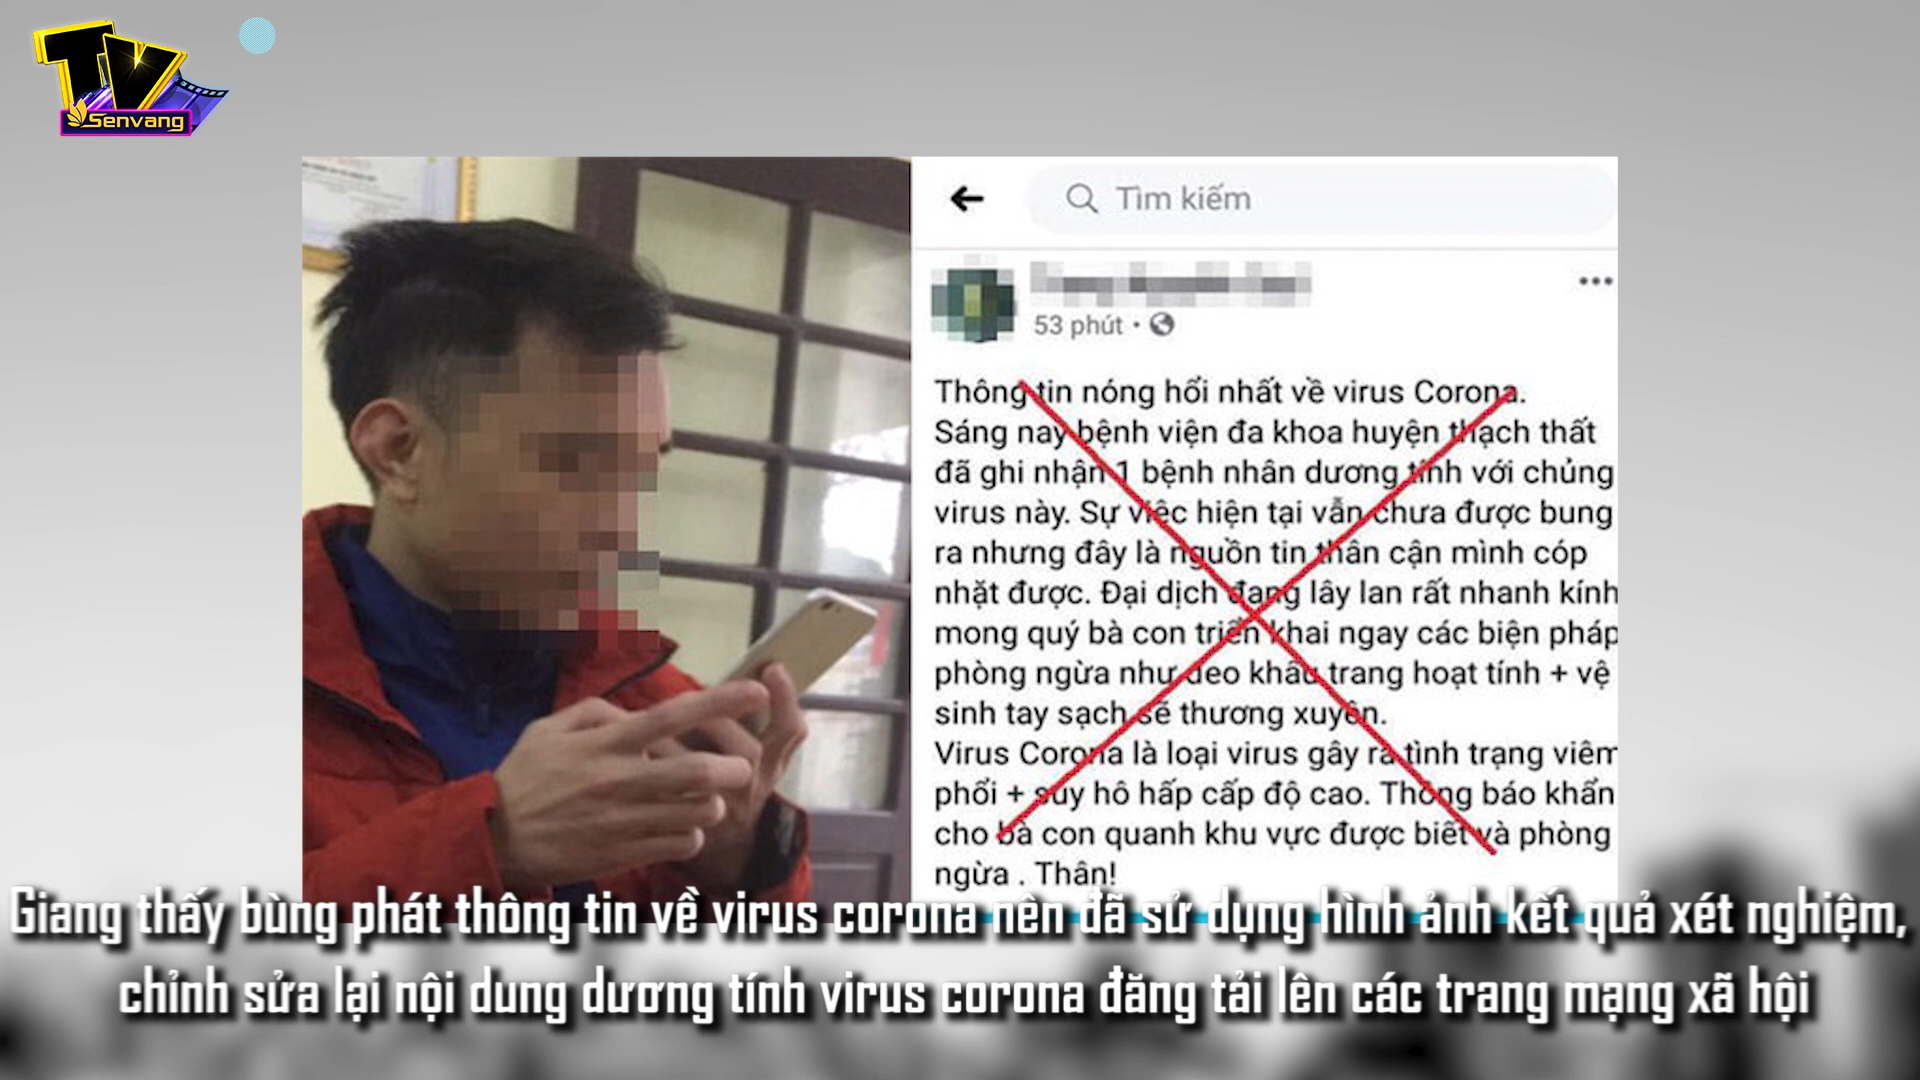 TV
Senvang
Tìm kiếm
53 phút
Thông tin nóng hổi nhất về virus Corona.
Sáng nay bệnh viện đa khoa huyện thạch thất
đã ghi nhận 1 bệnh nhân dương tính với chủng
virus này. Sự việc hiện tại vẫn chưa được bung
ra nhưng đây là nguồn tin thân cận mình cóp
nhặt được. Đại dịch đang lây lan rất nhanh kính
mong quý bà con triển khai ngay các biện pháp
phòng ngừa như đeo khẩu trang hoạt tính + vệ
sinh tay sạch sẽ thương xuyên.
Virus Corona là loại virus gây ra tình trạng viêm
phổi + suy hô hấp cấp độ cao. Thông báo khẩn
cho bà con quanh khu vực được biết và phòng
ngừa . Thân!
Giang thấy bùng phát thông tin về virus corona nên đã sử dụng hình ảnh kết quả xét nghiệm,
chỉnh sửa lại nội dung dương tính virus corona đăng tải lên các trang mạng xã hội